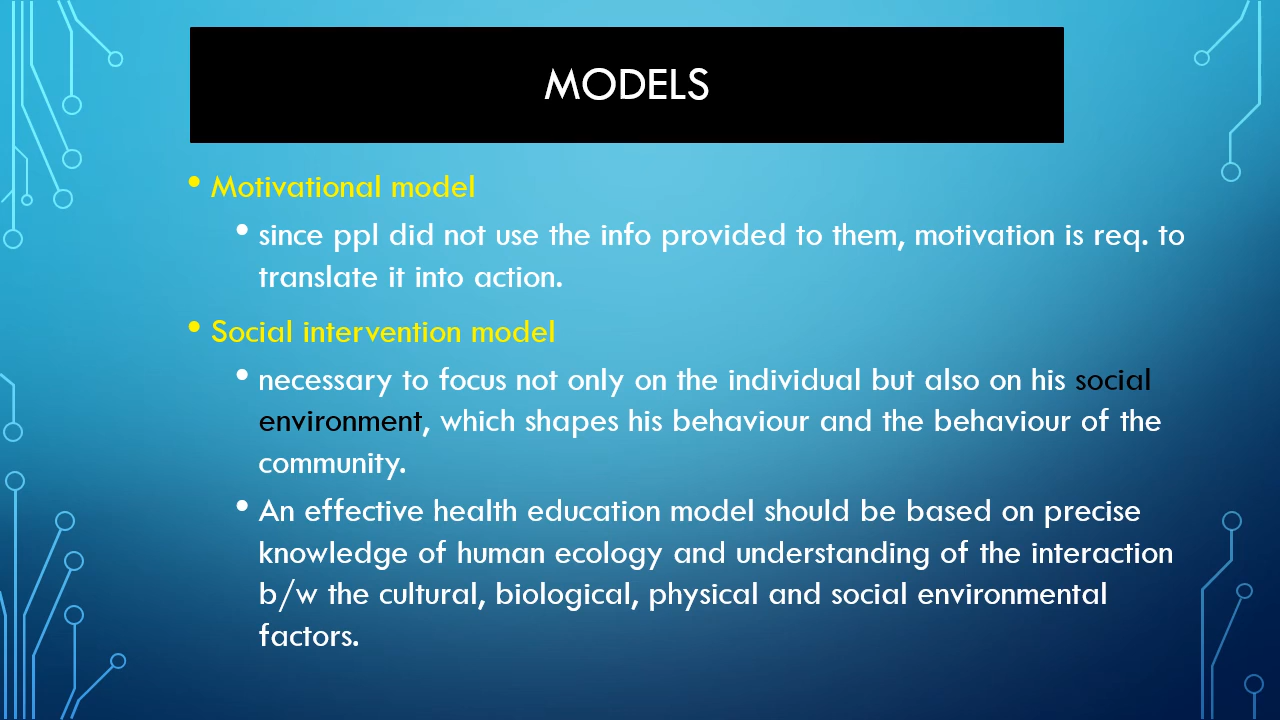 MODELS
• Motivational model
• since ppl did not use the info provided to them, motivation is req. to
translate it into action.
• Social intervention model
• necessary to focus not only on the individual but also on his social
environment, which shapes his behaviour and the behaviour of the
community.
• An effective health education model should be based on precise
knowledge of human ecology and understanding of the interaction
b/w the cultural, biological, physical and social environmental
factors.